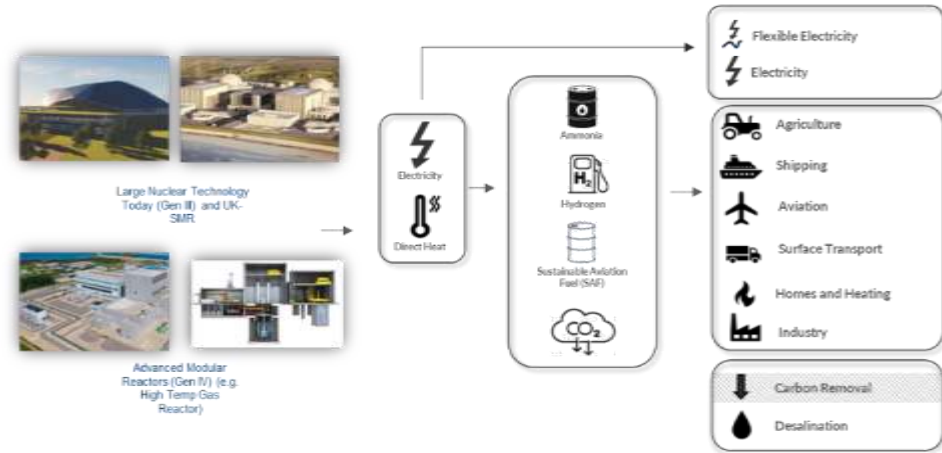 Large Nuclear Technology
Today (Gen III) and UK-
SMR
Advanced Modular
Reactors (Gen IV) (e.g.
High Temp Gas
Reactor)
Electricity
Direct Heat
Ammonia
H2
Hydrogen
Sustainable Aviation
Fuel (SAF)
CO2
Flexible Electricity
Electricity
Agriculture
Shipping
Aviation
Surface Transport
Homes and Heating
Industry
Carbon Removal
Desalination